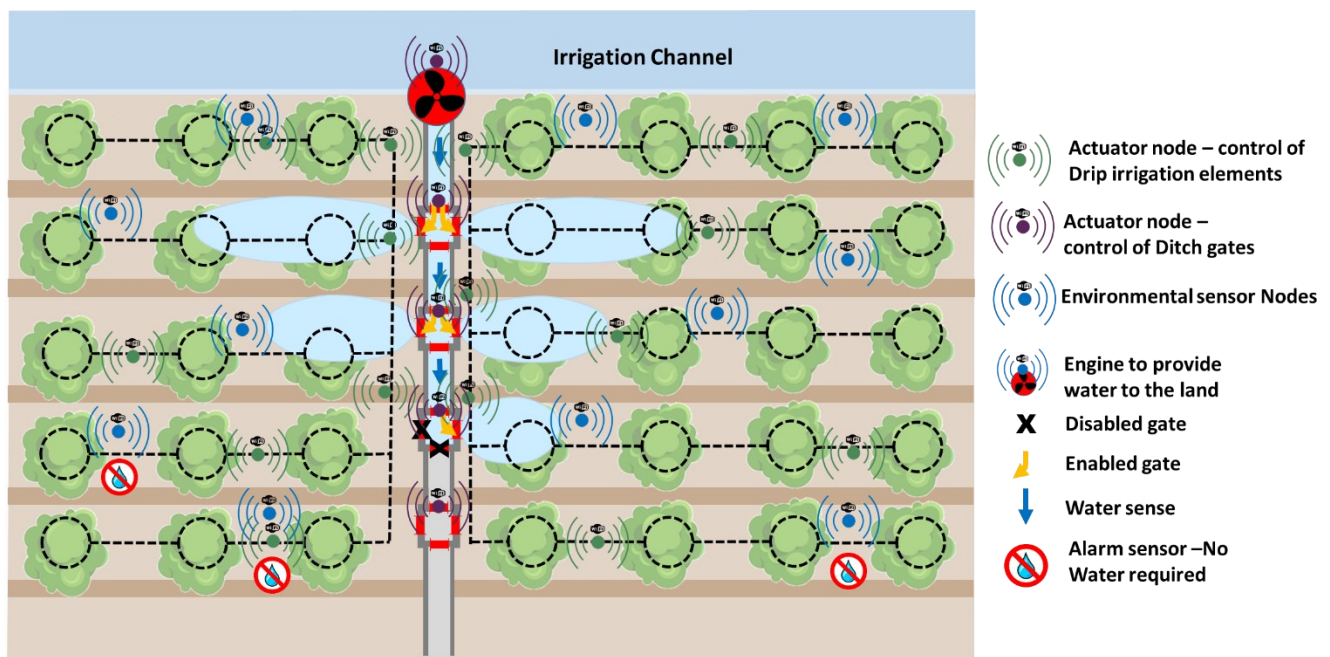 Irrigation Channel
Actuator node – control of
Drip irrigation elements
Actuator node –
control of Ditch gates
Environmental sensor Nodes
Engine to provide
water to the land
X Disabled gate
Enabled gate
Water sense
Alarm sensor –No
Water required